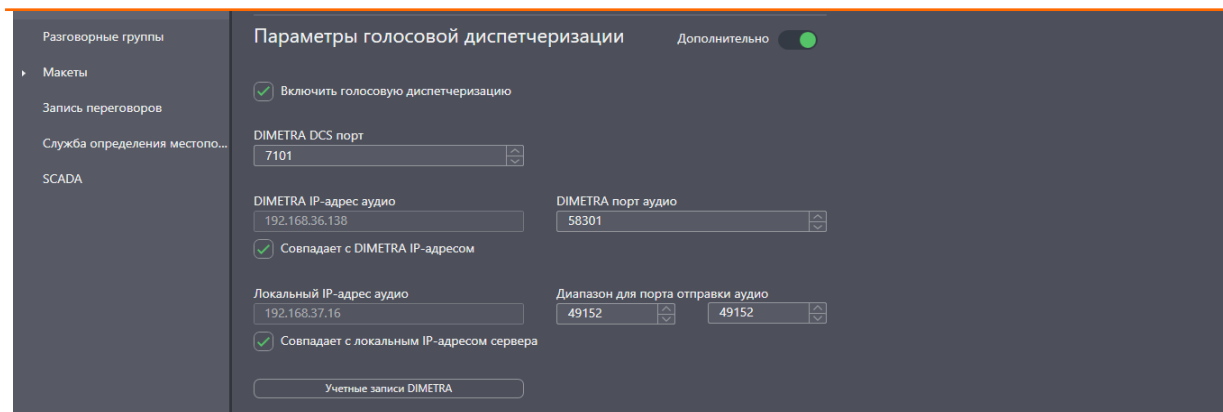 Разговорные группы
Макеты
Запись переговоров
Служба определения местопо...
SCADA
Параметры голосовой диспетчеризации
Дополнительно
Включить голосовую диспетчеризацию
DIMETRA DCS порт
7101
DIMETRA IP-адрес аудио
DIMETRA порт аудио
192.168.36.138
58301
Совпадает с DIMETRA IP-адресом
Локальный IP-адрес аудио
Диапазон для порта отправки аудио
192.168.37.16
49152
49152
Совпадает с локальным IP-адресом сервера
Учетные записи DIMETRA